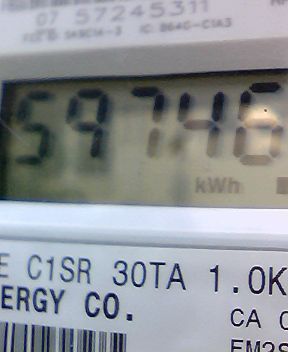 07 57245311
59746
kWh
E C1SR 30TA 1.0K
ERGY CO.
CA